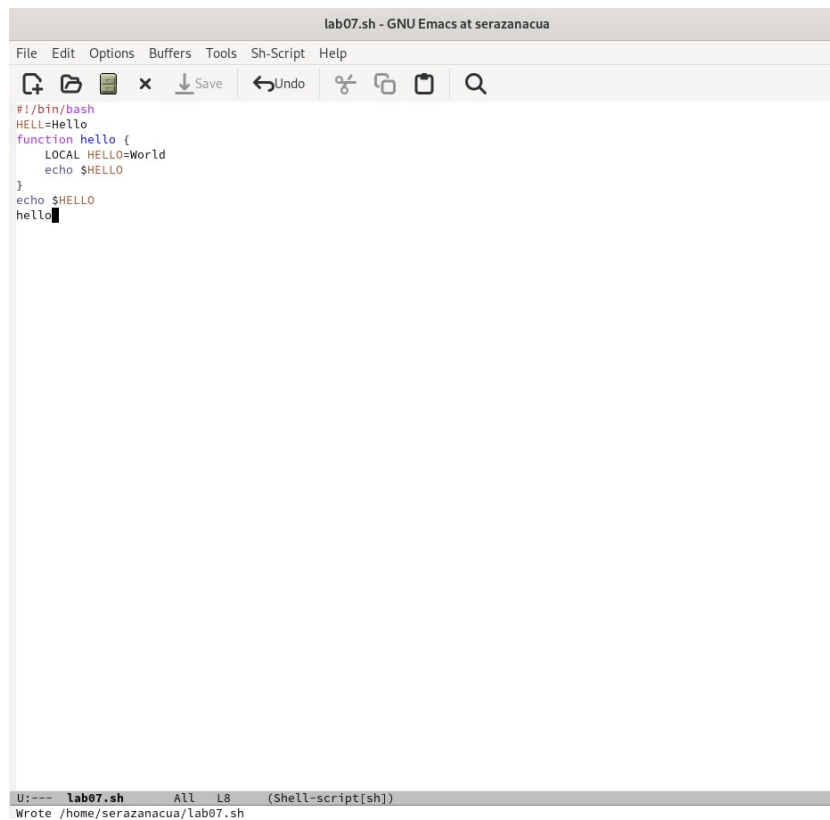 lab07.sh - GNU Emacs at serazanacua
File Edit Options Buffers Tools Sh-Script Help
Save Undo
#!/bin/bash
HELL=Hello
function hello {
    LOCAL HELLO=World
    echo $HELLO
}
echo $HELLO
hello
U:--- lab07.sh All L8 (Shell-script[sh])
Wrote /home/serazanacua/lab07.sh